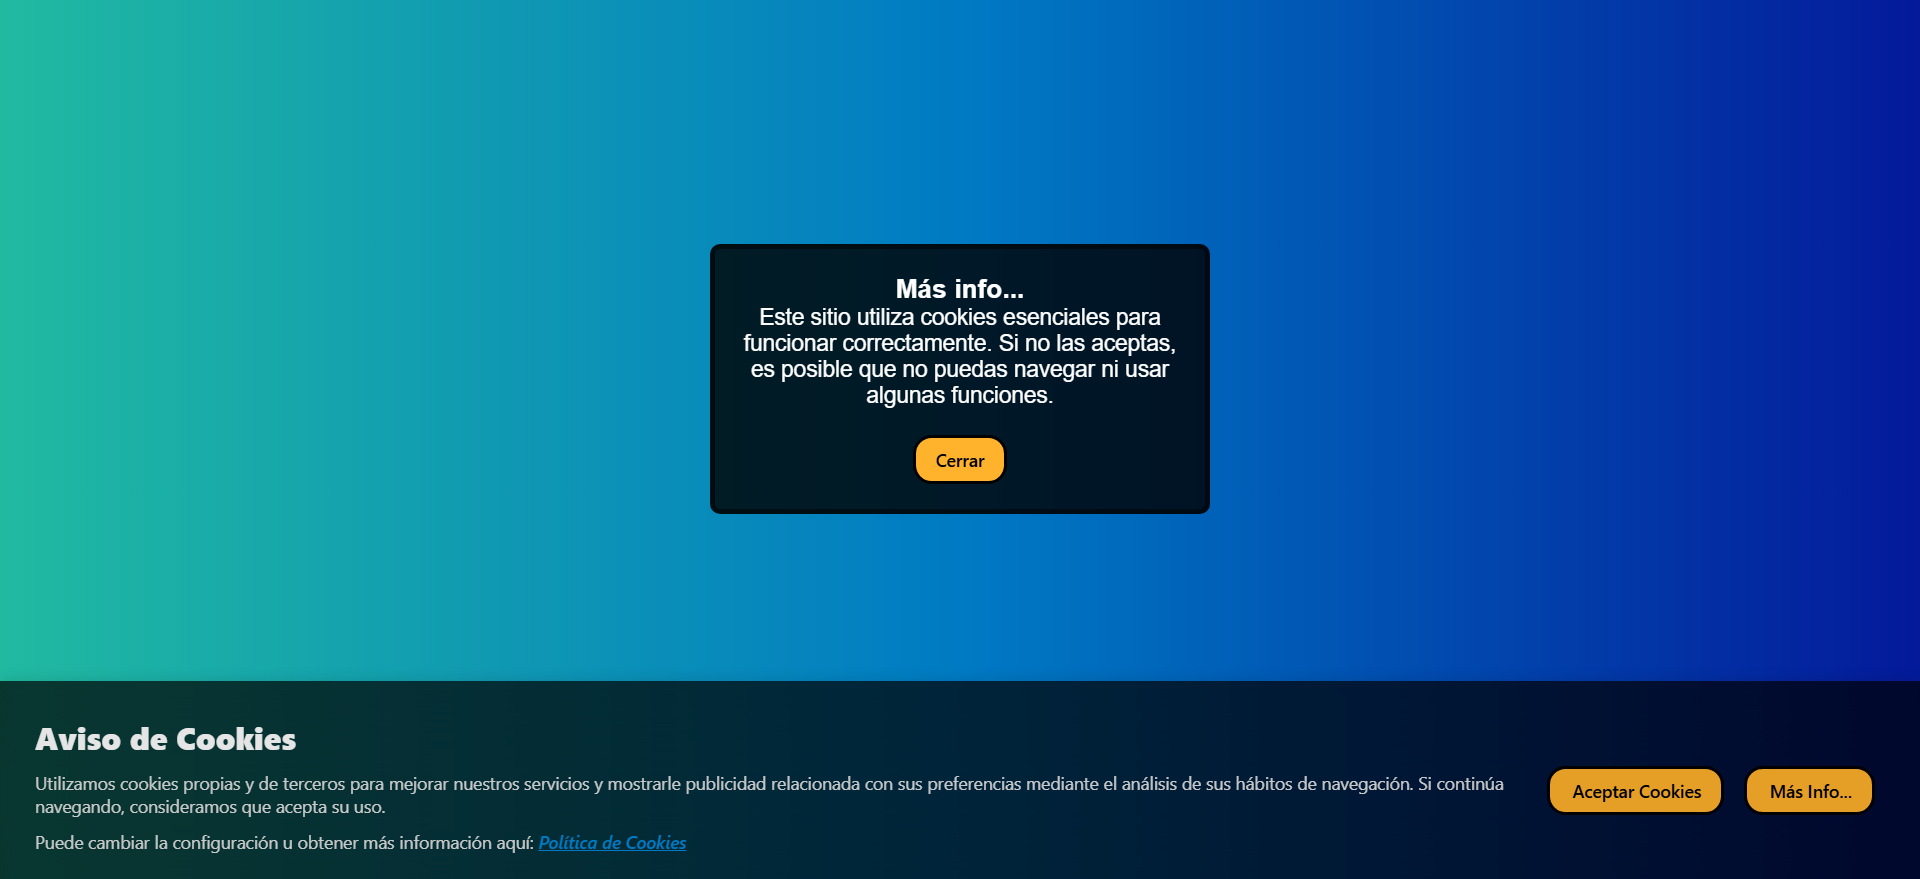 Más info...
Este sitio utiliza cookies esenciales para
funcionar correctamente. Si no las aceptas,
es posible que no puedas navegar ni usar
algunas funciones.
Cerrar
Aviso de Cookies
Utilizamos cookies propias y de terceros para mejorar nuestros servicios y mostrarle publicidad relacionada con sus preferencias mediante el análisis de sus hábitos de navegación. Si continúa
navegando, consideramos que acepta su uso.
Puede cambiar la configuración u obtener más información aquí: Política de Cookies
Aceptar Cookies
Más Info...